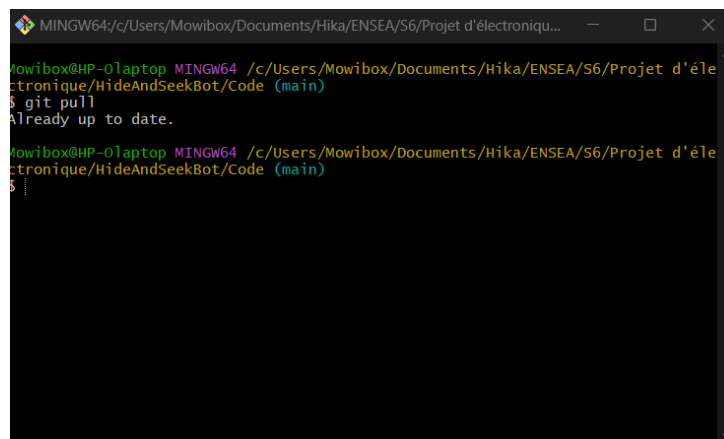 MINGW64:/c/Users/Mowibox/Documents/Hika/ENSEA/S6/Projet d'électroniqu...
Mowibox@HP-Olaptop MINGW64 /c/Users/Mowibox/Documents/Hika/ENSEA/S6/Projet d'éle
ctronique/HideAndSeekBot/Code (main)
$ git pull
Already up to date.
Mowibox@HP-Olaptop MINGW64 /c/Users/Mowibox/Documents/Hika/ENSEA/S6/Projet d'éle
ctronique/HideAndSeekBot/Code (main)
$